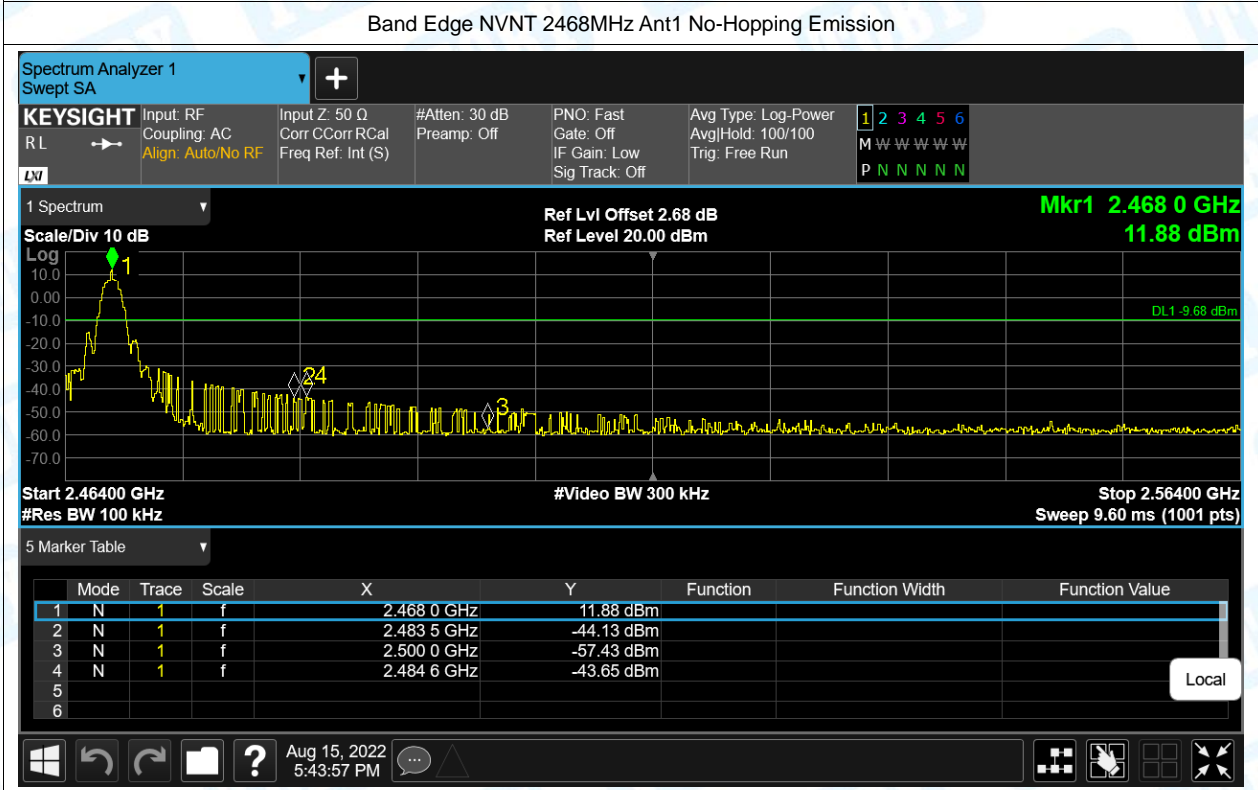 Band Edge NVNT 2468MHz Ant1 No-Hopping Emission
Spectrum Analyzer 1
Swept SA
KEYSIGHT
RL
LXI
Input: RF
Coupling: AC
Align: Auto/No RF
Input Z: 50 Ω
Corr CCorr RCal
Freq Ref: Int (S)
#Atten: 30 dB
Preamp: Off
PNO: Fast
Gate: Off
IF Gain: Low
Sig Track: Off
Avg Type: Log-Power
Avg|Hold: 100/100
Trig: Free Run
1 2 3 4 5 6
M W W W W W
P N N N N N
1 Spectrum
Scale/Div 10 dB
Ref Lvl Offset 2.68 dB
Ref Level 20.00 dBm
Mkr1 2.468 0 GHz
11.88 dBm
Log
10.0
0.00
-10.0
-20.0
-30.0
-40.0
-50.0
-60.0
-70.0
1
2
4
3
DL1 -9.68 dBm
Start 2.46400 GHz
#Res BW 100 kHz
#Video BW 300 kHz
Stop 2.56400 GHz
Sweep 9.60 ms (1001 pts)
5 Marker Table
Mode Trace Scale X Y Function Function Width Function Value
1 N 1 f 2.468 0 GHz 11.88 dBm
2 N 1 f 2.483 5 GHz -44.13 dBm
3 N 1 f 2.500 0 GHz -57.43 dBm
4 N 1 f 2.484 6 GHz -43.65 dBm
5
6
Local
?
Aug 15, 2022
5:43:57 PM